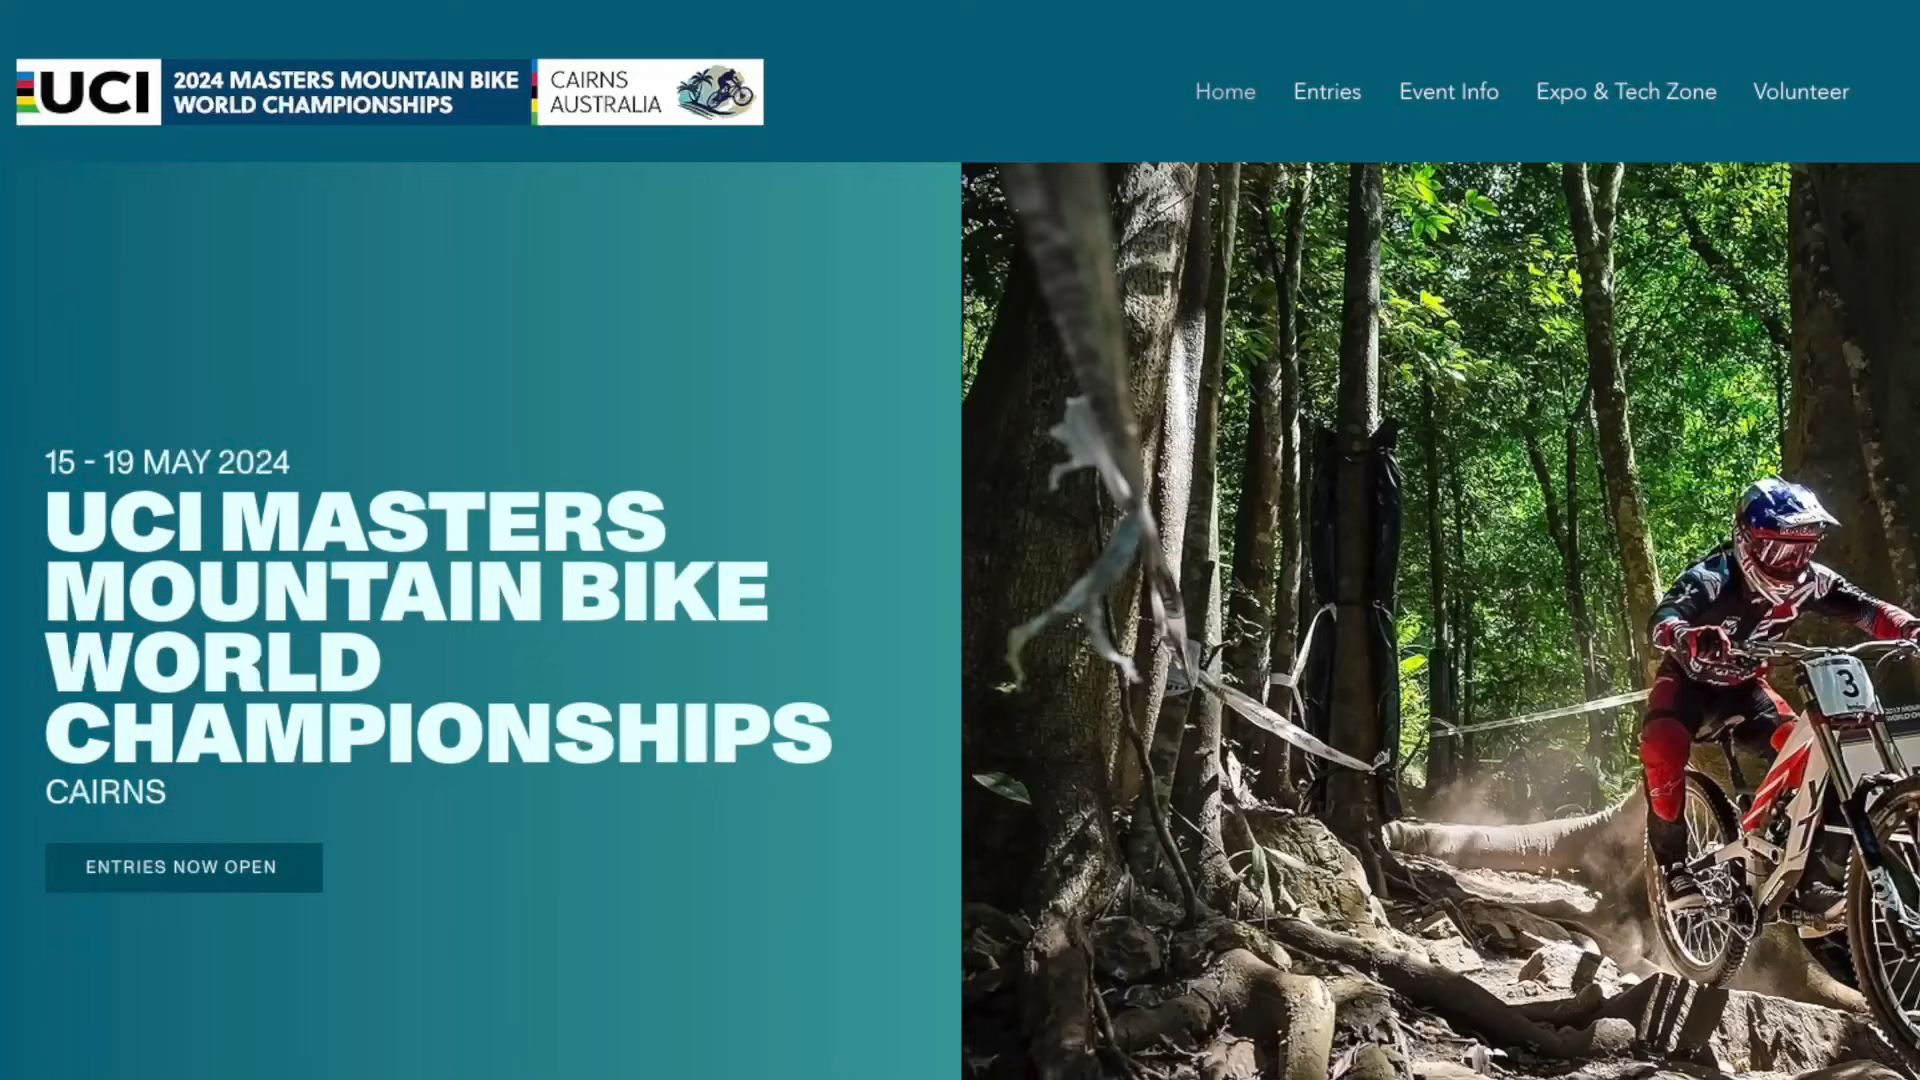 UCI
2024 MASTERS MOUNTAIN BIKE
WORLD CHAMPIONSHIPS
CAIRNS
AUSTRALIA
Home Entries Event Info Expo & Tech Zone Volunteer
15 - 19 MAY 2024
UCI MASTERS
MOUNTAIN BIKE
WORLD
CHAMPIONSHIPS
CAIRNS
ENTRIES NOW OPEN
3